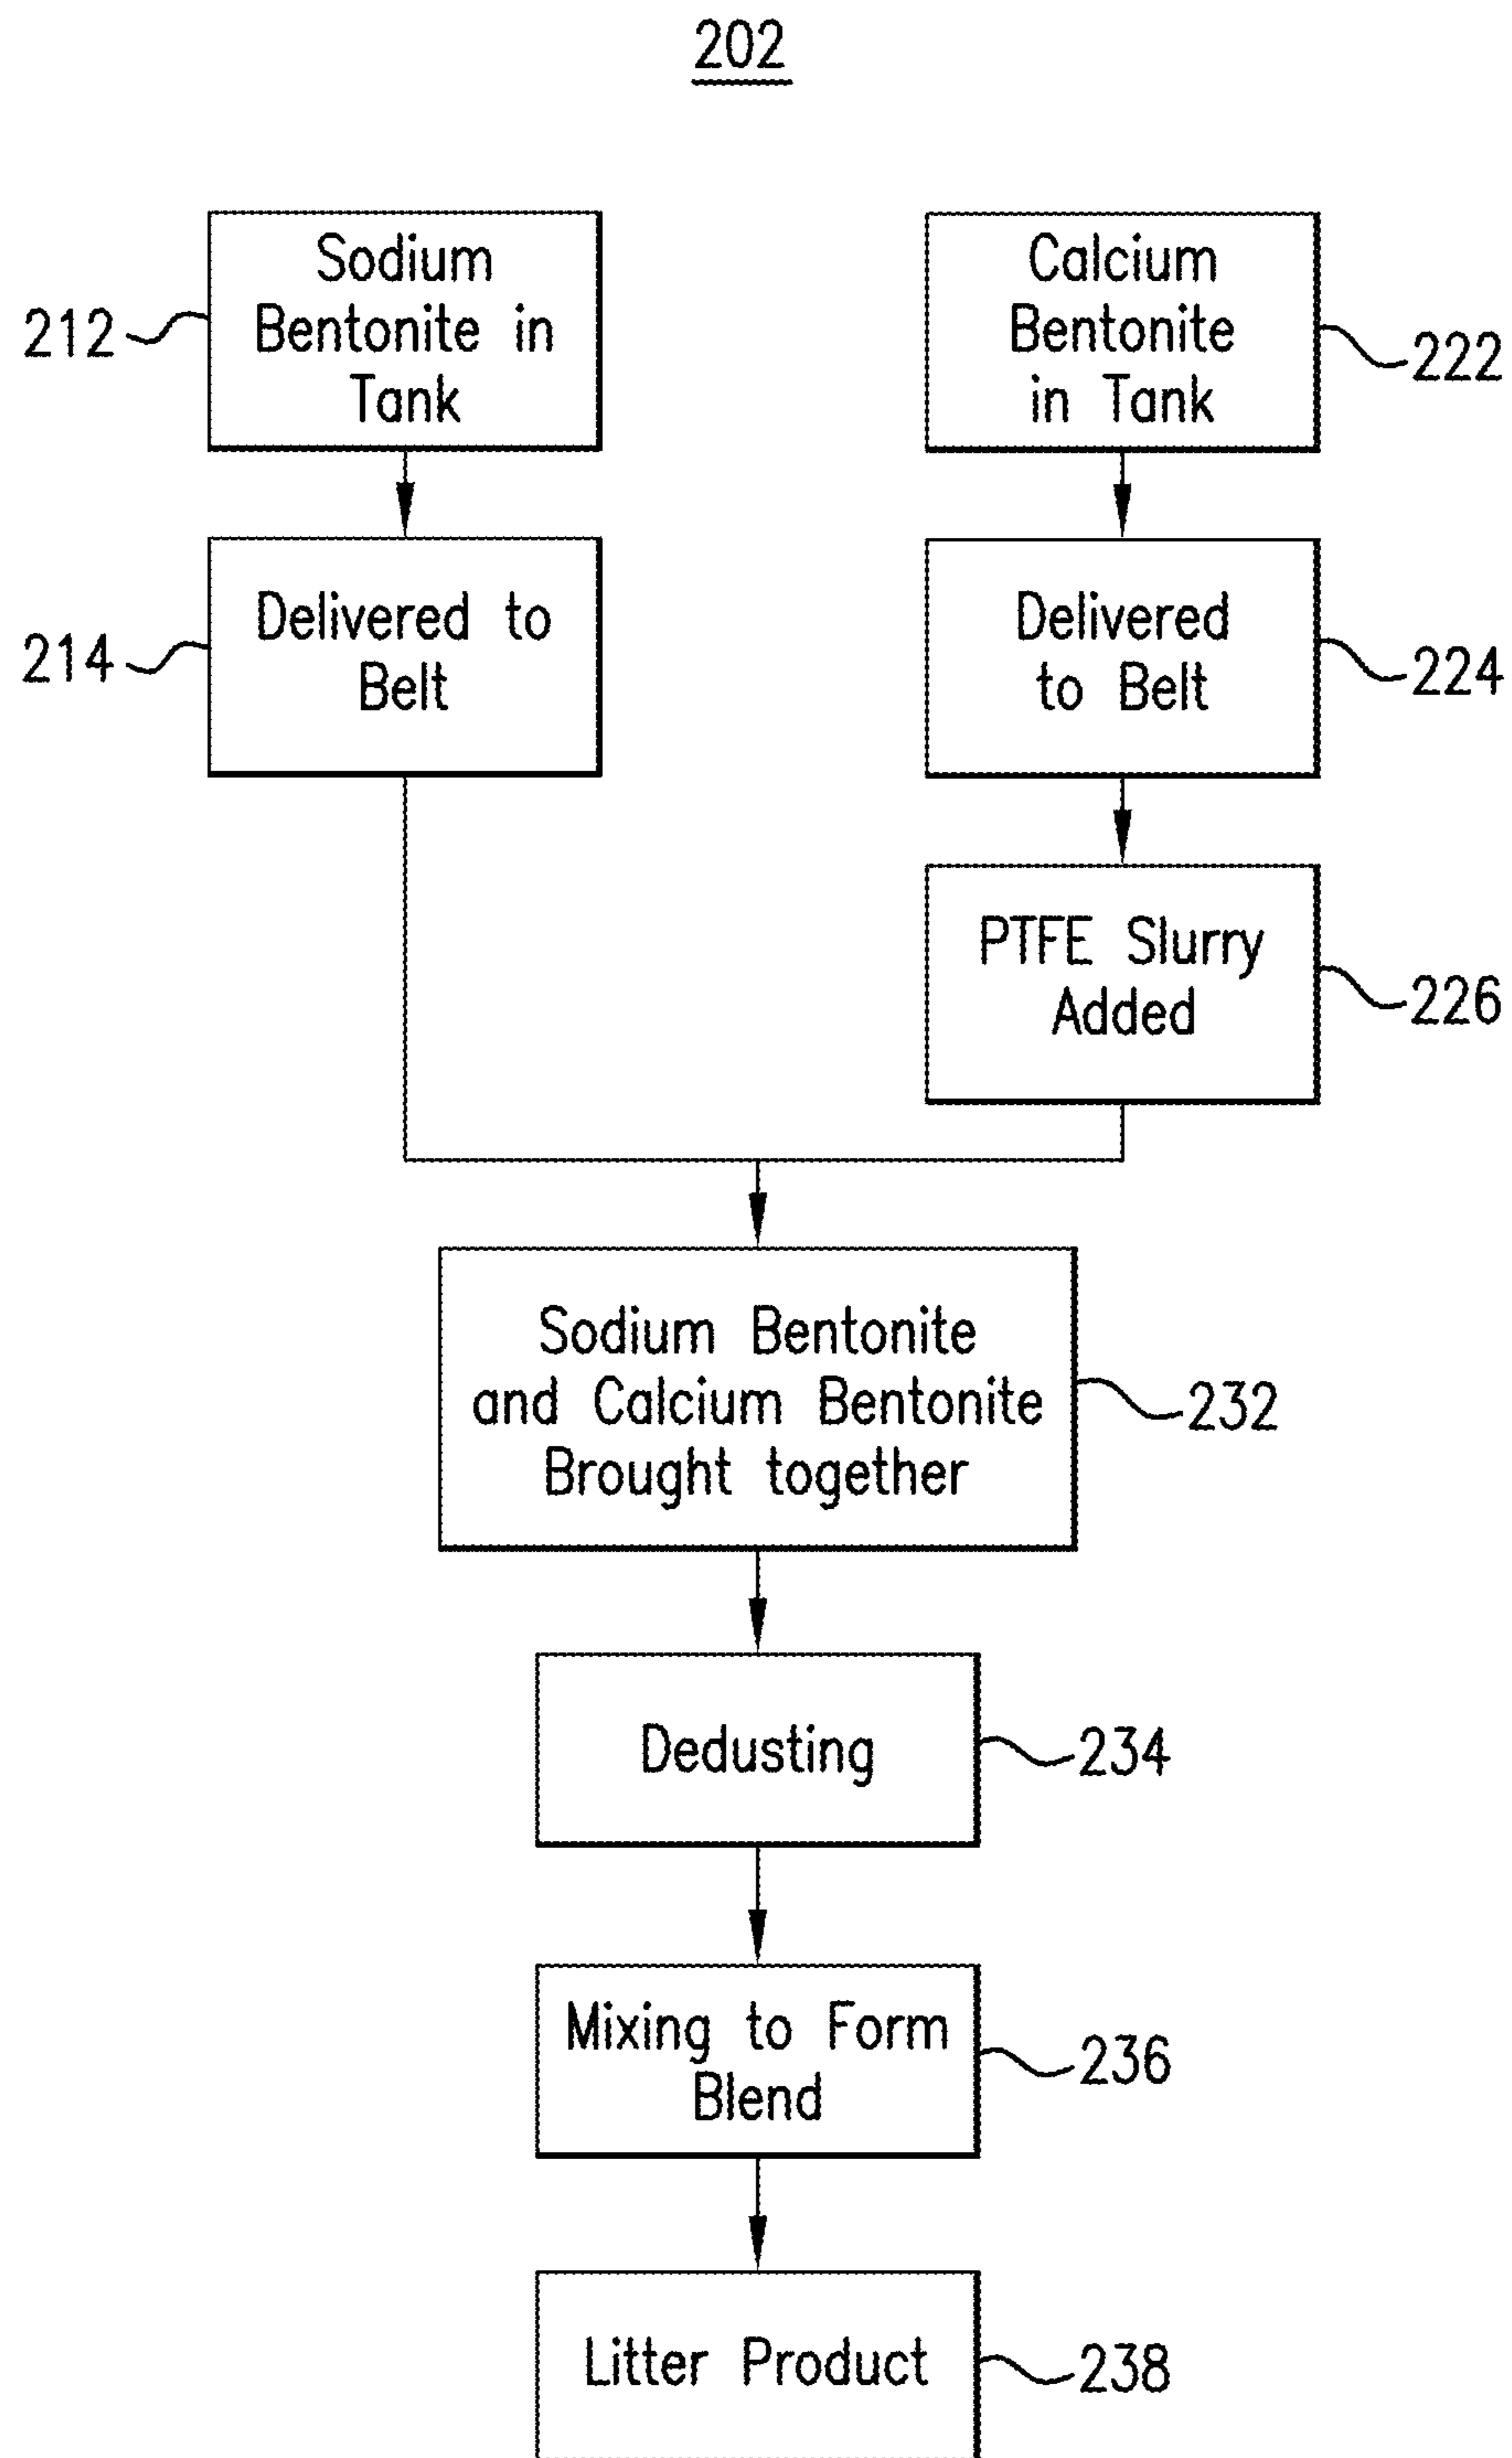 202
Sodium
Bentonite in
Tank
212
Calcium
Bentonite
in Tank
222
Delivered to
Belt
214
Delivered
to Belt
224
PTFE Slurry
Added
226
Sodium Bentonite
and Calcium Bentonite
Brought together
232
Dedusting
234
Mixing to Form
Blend
236
Litter Product
238